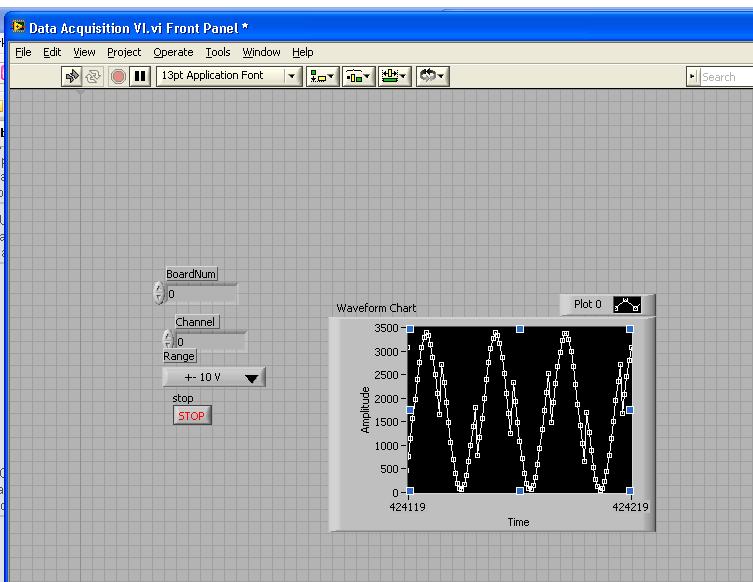 Data Acquisition VI.vi Front Panel *
File Edit View Project Operate Tools Window Help
13pt Application Font
Search
BoardNum
0
Channel
0
Range
+- 10 V
stop
STOP
Waveform Chart
Plot 0
3500
3000
2500
2000
1500
1000
500
0
Amplitude
424119
424219
Time